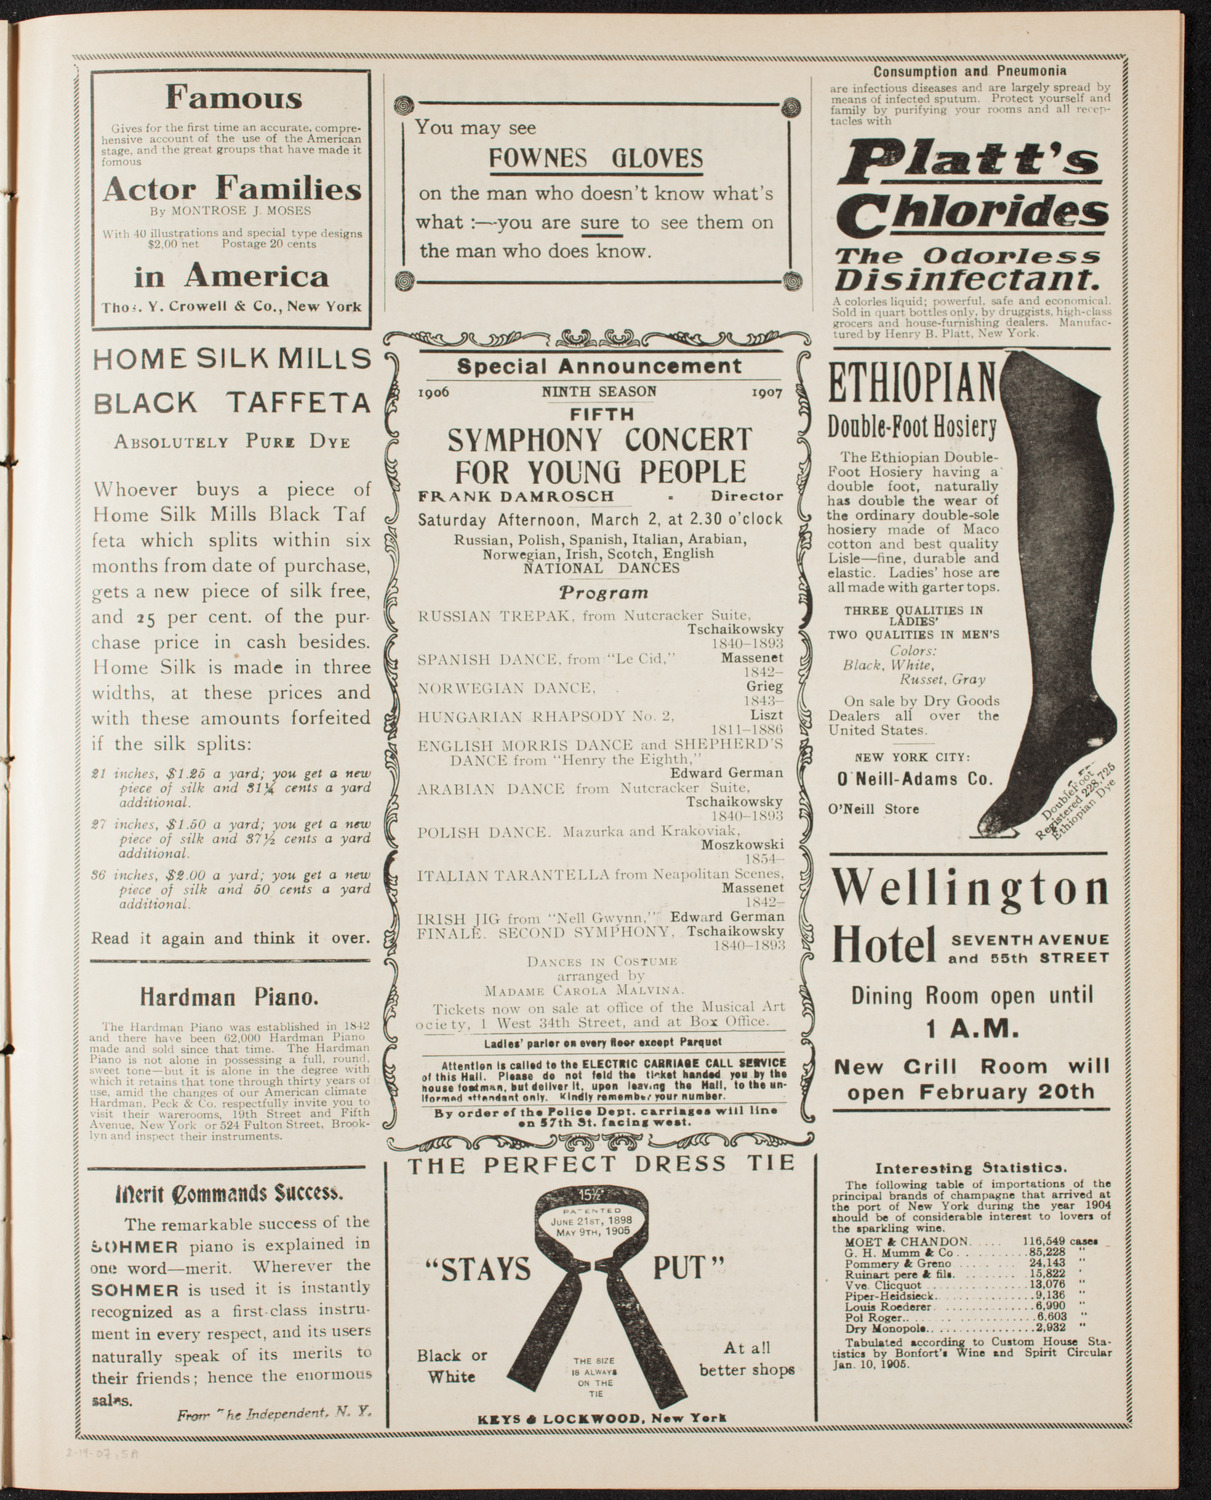 Famous
Gives for the first time an accurate, compre-
hensive account of the use of the American
stage, and the great groups that have made it
fomous
Actor Families
By MONTROSE J. MOSES
With 40 illustrations and special type designs
$2.00 net Postage 20 cents
in America
Thos. Y. Crowell & Co., New York
HOME SILK MILLS
BLACK TAFFETA
ABSOLUTELY PURE DYE
Whoever buys a piece of
Home Silk Mills Black Taf
feta which splits within six
months from date of purchase,
gets a new piece of silk free,
and 25 per cent. of the pur-
chase price in cash besides.
Home Silk is made in three
widths, at these prices and
with these amounts forfeited
if the silk splits:
21 inches, $1.25 a yard; you get a new
piece of silk and 31¼ cents a yard
additional.
27 inches, $1.50 a yard; you get a new
piece of silk and 37½ cents a yard
additional.
36 inches, $2.00 a yard; you get a new
piece of silk and 50 cents a yard
additional.
Read it again and think it over.
Hardman Piano.
The Hardman Piano was established in 1842
and there have been 62,000 Hardman Piano
made and sold since that time. The Hardman
Piano is not alone in possessing a full, round,
sweet tone—but it is alone in the degree with
which it retains that tone through thirty years of
use, amid the changes of our American climate
Hardman, Peck & Co. respectfully invite you to
visit their warerooms, 19th Street and Fifth
Avenue, New York or 524 Fulton Street, Brook-
lyn and inspect their instruments.
Merit Commands Success.
The remarkable success of the
SOHMER piano is explained in
one word—merit. Wherever the
SOHMER is used it is instantly
recognized as a first-class instru-
ment in every respect, and its users
naturally speak of its merits to
their friends; hence the enormous
sales.
From The Independent, N. Y.
You may see
FOWNES GLOVES
on the man who doesn't know what's
what :—you are sure to see them on
the man who does know.
Special Announcement
1906 NINTH SEASON 1907
FIFTH
SYMPHONY CONCERT
FOR YOUNG PEOPLE
FRANK DAMROSCH - Director
Saturday Afternoon, March 2, at 2.30 o'clock
Russian, Polish, Spanish, Italian, Arabian,
Norwegian, Irish, Scotch, English
NATIONAL DANCES
Program
RUSSIAN TREPAK, from Nutcracker Suite,
Tschaikowsky
1840-1893
SPANISH DANCE, from "Le Cid," Massenet
1842-
NORWEGIAN DANCE, . Grieg
1843-
HUNGARIAN RHAPSODY No. 2, Liszt
1811-1886
ENGLISH MORRIS DANCE and SHEPHERD'S
DANCE from "Henry the Eighth,"
Edward German
ARABIAN DANCE from Nutcracker Suite,
Tschaikowsky
1840-1893
POLISH DANCE. Mazurka and Krakoviak,
Moszkowski
1854-
ITALIAN TARANTELLA from Neapolitan Scenes,
Massenet
1842-
IRISH JIG from "Nell Gwynn," Edward German
FINALE. SECOND SYMPHONY, Tschaikowsky
1840-1893
DANCES IN COSTUME
arranged by
MADAME CAROLA MALVINA.
Tickets now on sale at office of the Musical Art
ociety, 1 West 34th Street, and at Box Office.
Ladies' parlor on every floor except Parquet
Attention is called to the ELECTRIC CARRIAGE CALL SERVICE
of this Hall. Please do not fold the ticket handed you by the
house footman, but deliver it, upon leaving the Hall, to the un-
iformed attendant only. Kindly remember your number.
By order of the Police Dept. carriages will line
on 57th St. facing west.
THE PERFECT DRESS TIE
15½
PATENTED
JUNE 21ST, 1898
MAY 9TH, 1905
"STAYS PUT"
Black or
White
THE SIZE
IS ALWAYS
ON THE
TIE
At all
better shops
KEYS & LOCKWOOD, New York
Consumption and Pneumonia
are infectious diseases and are largely spread by
means of infected sputum. Protect yourself and
family by purifying your rooms and all recep-
tacles with
Platt's
Chlorides
The Odorless
Disinfectant.
A colorles liquid; powerful, safe and economical.
Sold in quart bottles only, by druggists, high-class
grocers and house-furnishing dealers. Manufac-
tured by Henry B. Platt, New York.
ETHIOPIAN
Double-Foot Hosiery
The Ethiopian Double-
Foot Hosiery having a
double foot, naturally
has double the wear of
the ordinary double-sole
hosiery made of Maco
cotton and best quality
Lisle—fine, durable and
elastic. Ladies' hose are
all made with garter tops.
THREE QUALITIES IN
LADIES'
TWO QUALITIES IN MEN'S
Colors:
Black, White,
Russet, Gray
On sale by Dry Goods
Dealers all over the
United States.
NEW YORK CITY:
O'Neill-Adams Co.
O'Neill Store
DoubleFoot
Registered 228,725
Ethiopian Dye
Wellington
Hotel SEVENTH AVENUE
and 55th STREET
Dining Room open until
1 A.M.
New Grill Room will
open February 20th
Interesting Statistics.
The following table of importations of the
principal brands of champagne that arrived at
the port of New York during the year 1904
should be of considerable interest to lovers of
the sparkling wine.
MOET & CHANDON..... 116,549 cases
G. H. Mumm & Co..........85,228 "
Pommery & Greno .........24,143 "
Ruinart pere & fils. ........ 15,822 '
Vve. Clicquot ..............13,076 "
Piper-Heidsieck..............9,136 "
Louis Roederer. .............6,990 "
Pol Roger.. ................6,603 "
Dry Monopole................2,932 "
Tabulated according to Custom House Sta-
tistics by Bonfort's Wine and Spirit Circular
Jan. 10, 1905.
2-19-07, SA